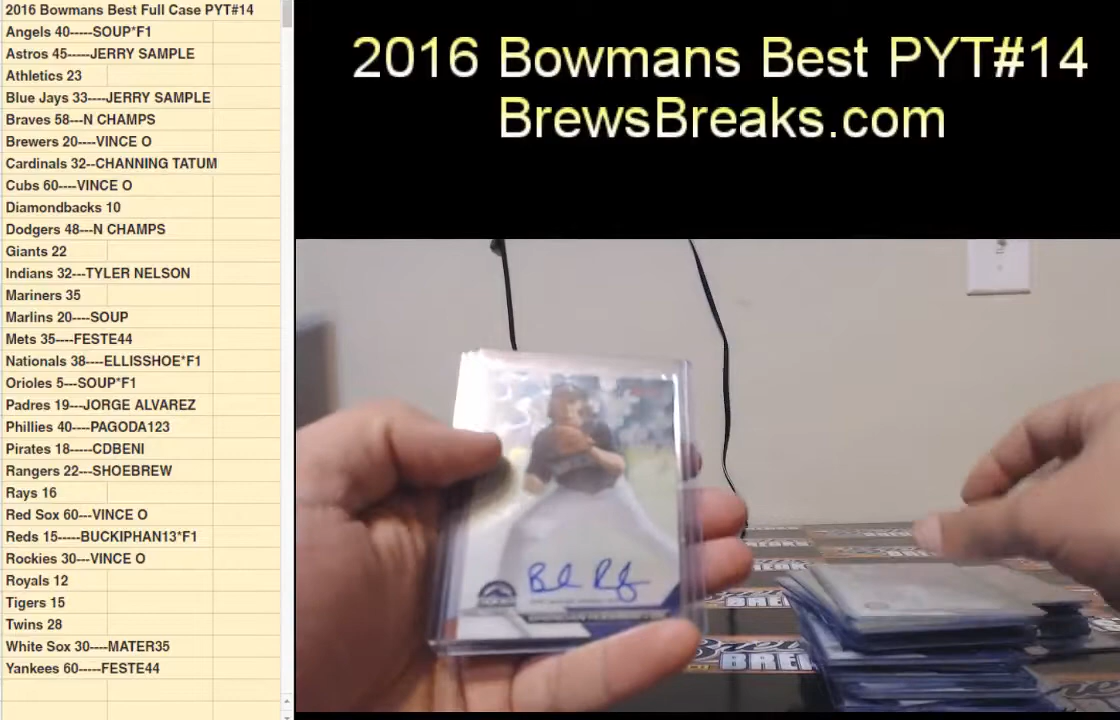 2016 Bowmans Best Full Case PYT#14
Angels 40-----SOUP*F1
Astros 45-----JERRY SAMPLE
Athletics 23
Blue Jays 33----JERRY SAMPLE
Braves 58---N CHAMPS
Brewers 20----VINCE O
Cardinals 32--CHANNING TATUM
Cubs 60----VINCE O
Diamondbacks 10
Dodgers 48---N CHAMPS
Giants 22
Indians 32---TYLER NELSON
Mariners 35
Marlins 20----SOUP
Mets 35----FESTE44
Nationals 38----ELLISSHOE*F1
Orioles 5---SOUP*F1
Padres 19---JORGE ALVAREZ
Phillies 40----PAGODA123
Pirates 18-----CDBENI
Rangers 22---SHOEBREW
Rays 16
Red Sox 60---VINCE O
Reds 15-----BUCKIPHAN13*F1
Rockies 30---VINCE O
Royals 12
Tigers 15
Twins 28
White Sox 30----MATER35
Yankees 60-----FESTE44
2016 Bowmans Best PYT#14
BrewsBreaks.com